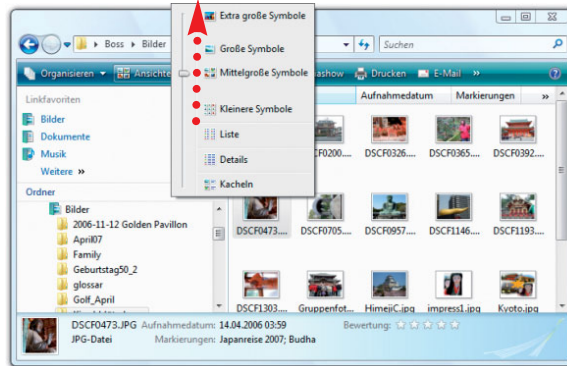 Extra große Symbole
Große Symbole
Mittelgroße Symbole
Kleinere Symbole
Liste
Details
Kacheln
Boss ▸ Bilder
Suchen
Organisieren
Ansichten
Drucken
E-Mail »
Linkfavoriten
Bilder
Dokumente
Musik
Weitere »
Ordner
Bilder
2006-11-12 Golden Pavillon
April07
Family
Geburtstag50_2
glossar
Golf_April
Aufnahmedatum Markierungen »
DSCF0326.... DSCF0365.... DSCF0392....
DSCF0473.... DSCF0705.... DSCF0957.... DSCF1146.... DSCF1193....
DSCF1303.... Gruppenfot... HimejiC.jpg impress1.jpg Kyoto.jpg
DSCF0473.JPG Aufnahmedatum: 14.04.2006 03:59 Bewertung:
JPG-Datei Markierungen: Japanreise 2007; Budha